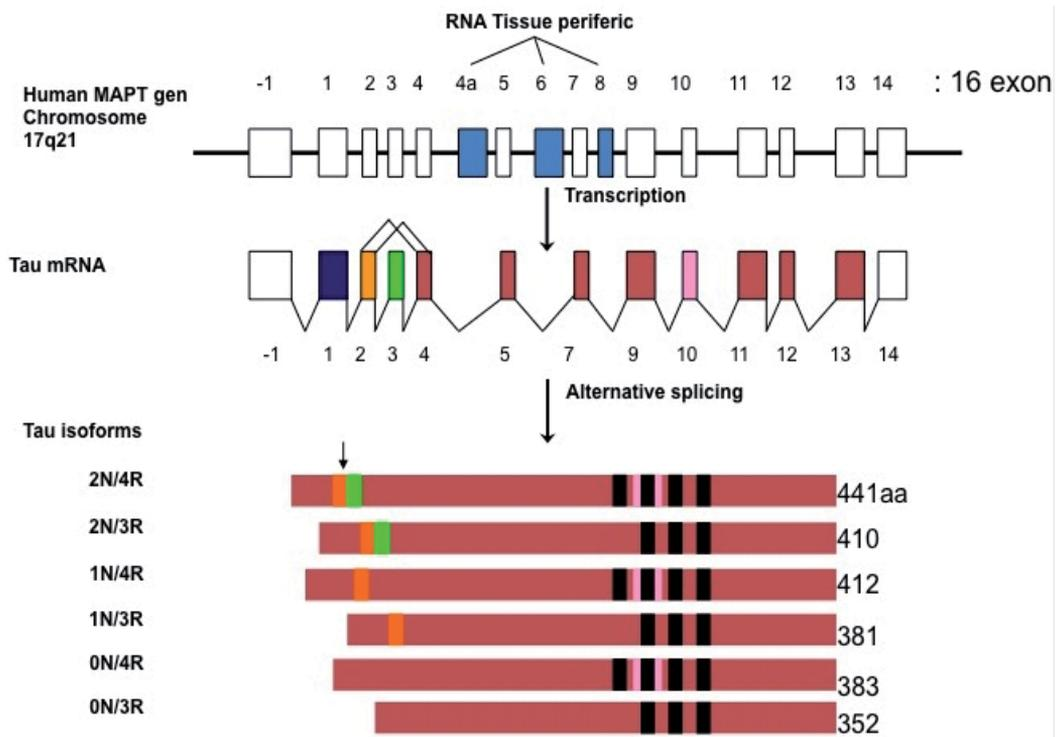 RNA Tissue periferic
-1 1 2 3 4 4a 5 6 7 8 9 10 11 12 13 14 : 16 exon
Human MAPT gen
Chromosome
17q21
Transcription
Tau mRNA
-1 1 2 3 4 5 7 9 10 11 12 13 14
Alternative splicing
Tau isoforms
2N/4R 441aa
2N/3R 410
1N/4R 412
1N/3R 381
0N/4R 383
0N/3R 352